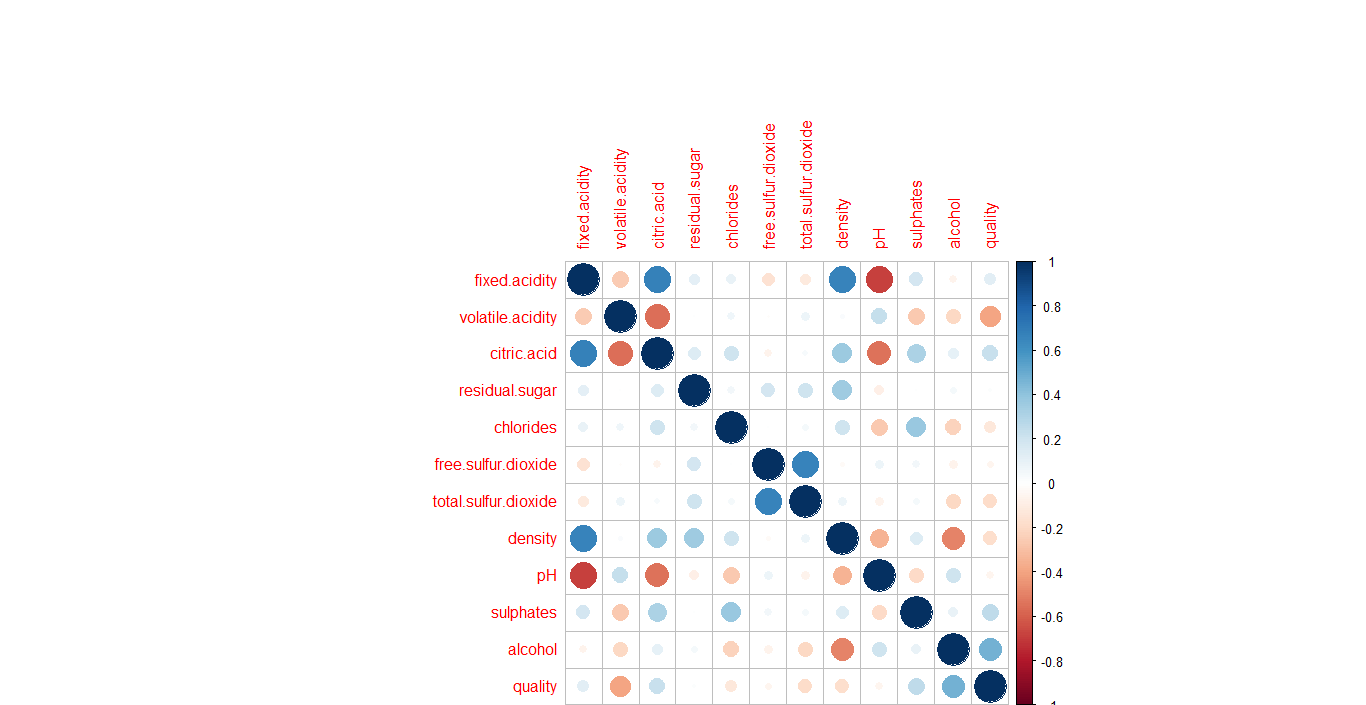 fixed.acidity
volatile.acidity
citric.acid
residual.sugar
chlorides
free.sulfur.dioxide
total.sulfur.dioxide
density
pH
sulphates
alcohol
quality
fixed.acidity
volatile.acidity
citric.acid
residual.sugar
chlorides
free.sulfur.dioxide
total.sulfur.dioxide
density
pH
sulphates
alcohol
quality
1
0.8
0.6
0.4
0.2
0
-0.2
-0.4
-0.6
-0.8
-1